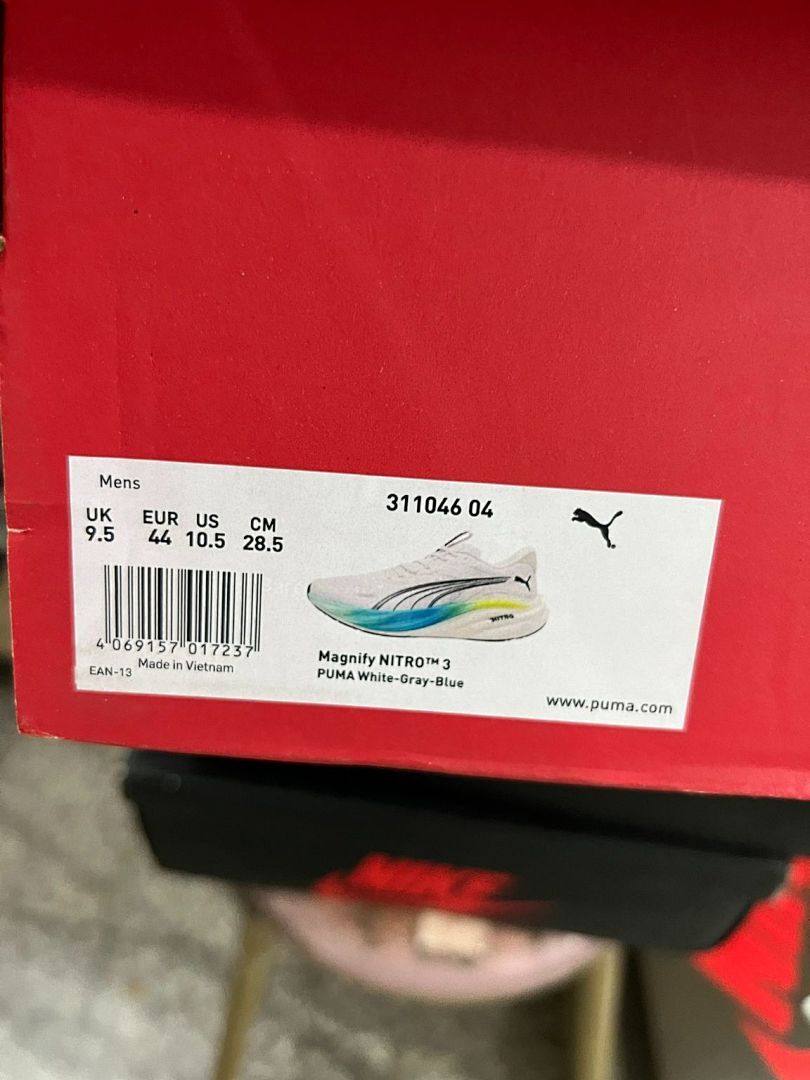 Mens
311046 04
UK EUR US CM
9.5 44 10.5 28.5
NITRO
4 069157 017237
EAN-13 Made in Vietnam
Magnify NITRO™ 3
PUMA White-Gray-Blue
www.puma.com
NIKE